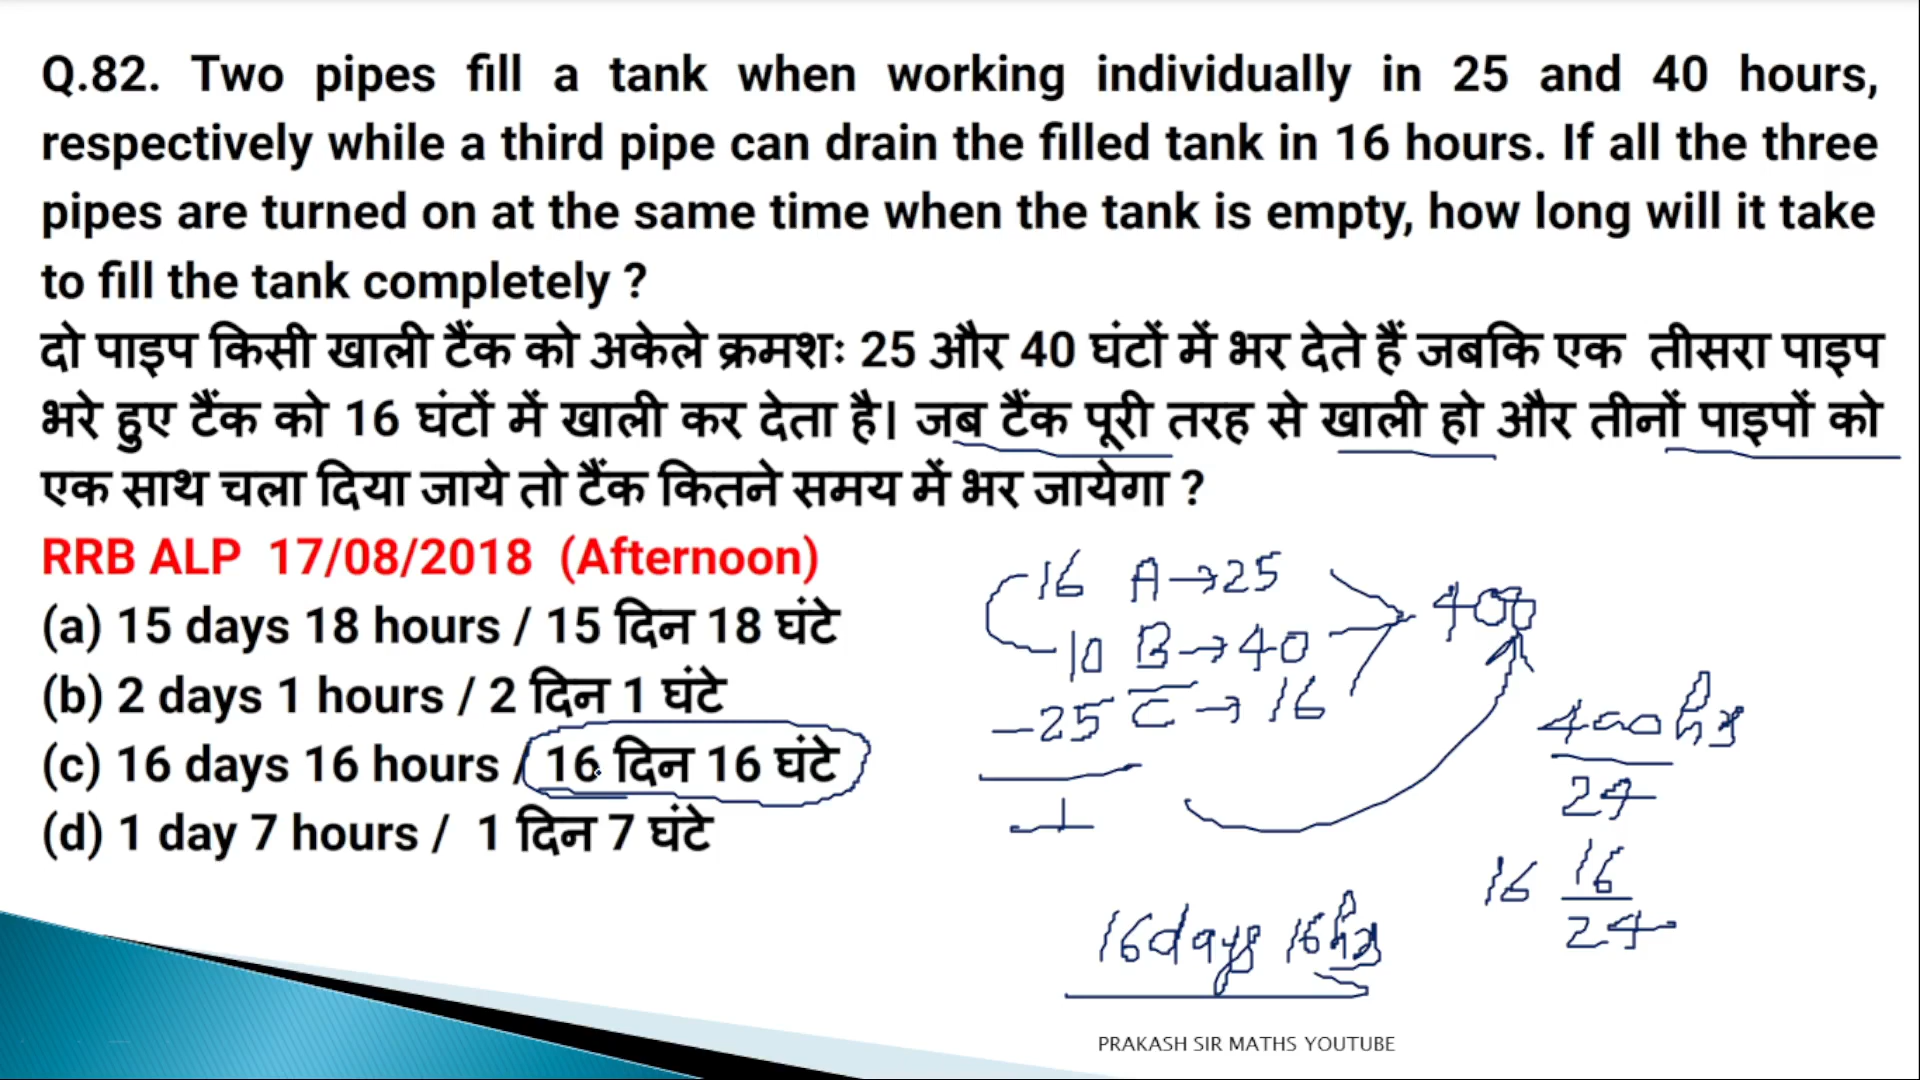 Q.82. Two pipes fill a tank when working individually in 25 and 40 hours,
respectively while a third pipe can drain the filled tank in 16 hours. If all the three
pipes are turned on at the same time when the tank is empty, how long will it take
to fill the tank completely ?
दो पाइप किसी खाली टैंक को अकेले क्रमशः 25 और 40 घंटों में भर देते हैं जबकि एक तीसरा पाइप
भरे हुए टैंक को 16 घंटों में खाली कर देता है। जब टैंक पूरी तरह से खाली हो और तीनों पाइपों को
एक साथ चला दिया जाये तो टैंक कितने समय में भर जायेगा ?
RRB ALP 17/08/2018 (Afternoon)
(a) 15 days 18 hours / 15 दिन 18 घंटे
(b) 2 days 1 hours / 2 दिन 1 घंटे
(c) 16 days 16 hours / 16 दिन 16 घंटे
(d) 1 day 7 hours / 1 दिन 7 घंटे
16 A→25
10 B→40
-25 C→16
1
400
400 hrs
24
16 16
24
16days 16hrs
PRAKASH SIR MATHS YOUTUBE